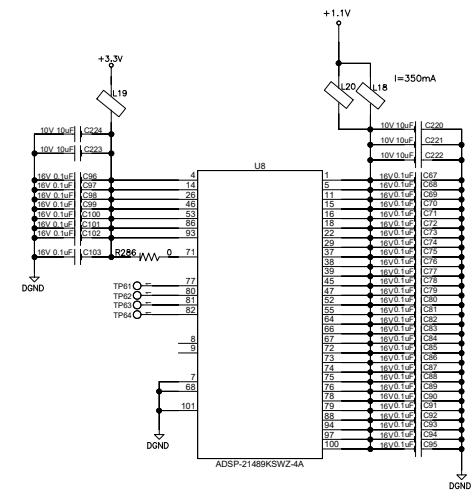 +1.1V
+3.3V
L19
L20
L18
I=350mA
10V 10uF C224
10V 10uF C223
10V 10uF C220
10V 10uF C221
10V 10uF C222
U8
16V 0.1uF C96 4
16V 0.1uF C97 14
16V 0.1uF C98 26
16V 0.1uF C99 46
16V 0.1uF C100 53
16V 0.1uF C101 86
16V 0.1uF C102 93
16V 0.1uF C103 R286 0 71
DGND
TP61 77
TP62 80
TP63 81
TP64 82
8
9
7
68
101
DGND
1 16V 0.1uF C67
5 16V 0.1uF C68
11 16V 0.1uF C69
15 16V 0.1uF C70
16 16V 0.1uF C71
18 16V 0.1uF C72
22 16V 0.1uF C73
29 16V 0.1uF C74
37 16V 0.1uF C75
38 16V 0.1uF C76
39 16V 0.1uF C77
45 16V 0.1uF C78
47 16V 0.1uF C79
52 16V 0.1uF C80
55 16V 0.1uF C81
64 16V 0.1uF C82
66 16V 0.1uF C83
67 16V 0.1uF C84
72 16V 0.1uF C85
73 16V 0.1uF C86
74 16V 0.1uF C87
75 16V 0.1uF C88
76 16V 0.1uF C89
78 16V 0.1uF C90
79 16V 0.1uF C91
88 16V 0.1uF C92
94 16V 0.1uF C93
97 16V 0.1uF C94
100 16V 0.1uF C95
ADSP-21489KSWZ-4A
DGND